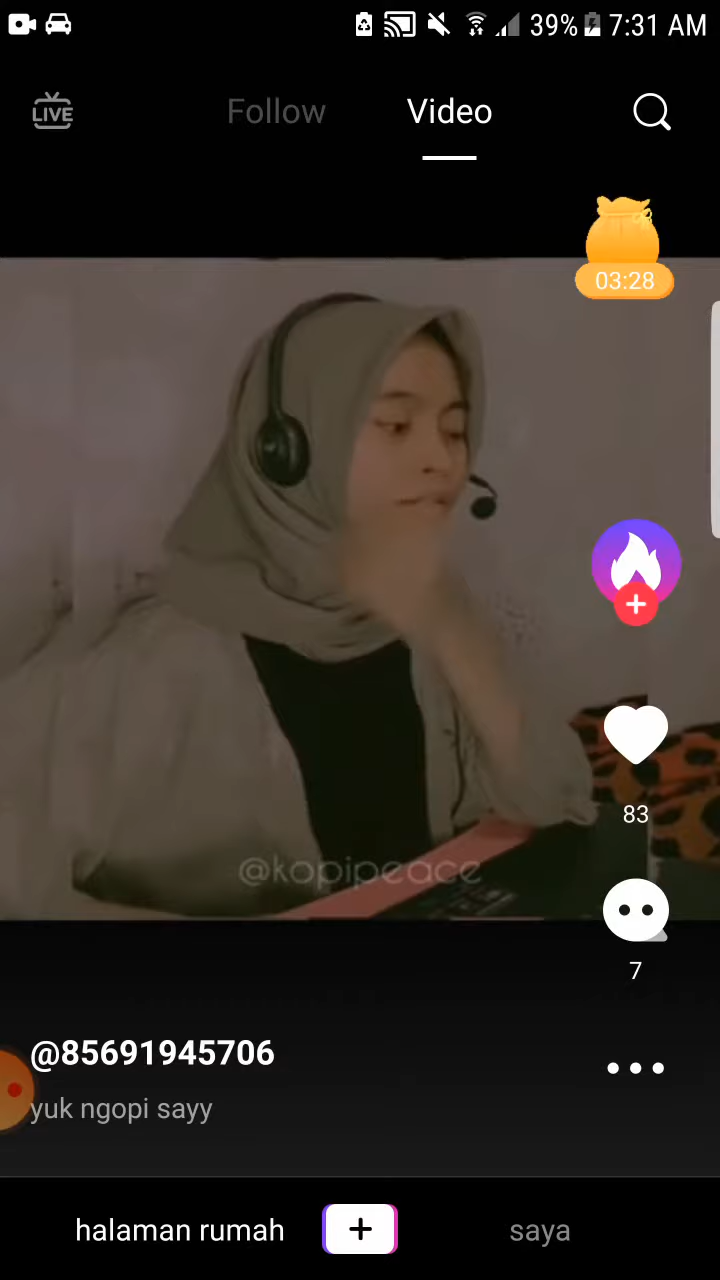 39% 7:31 AM
LIVE Follow Video
03:28
83
@kopipeace
7
@85691945706
yuk ngopi sayy
halaman rumah + saya